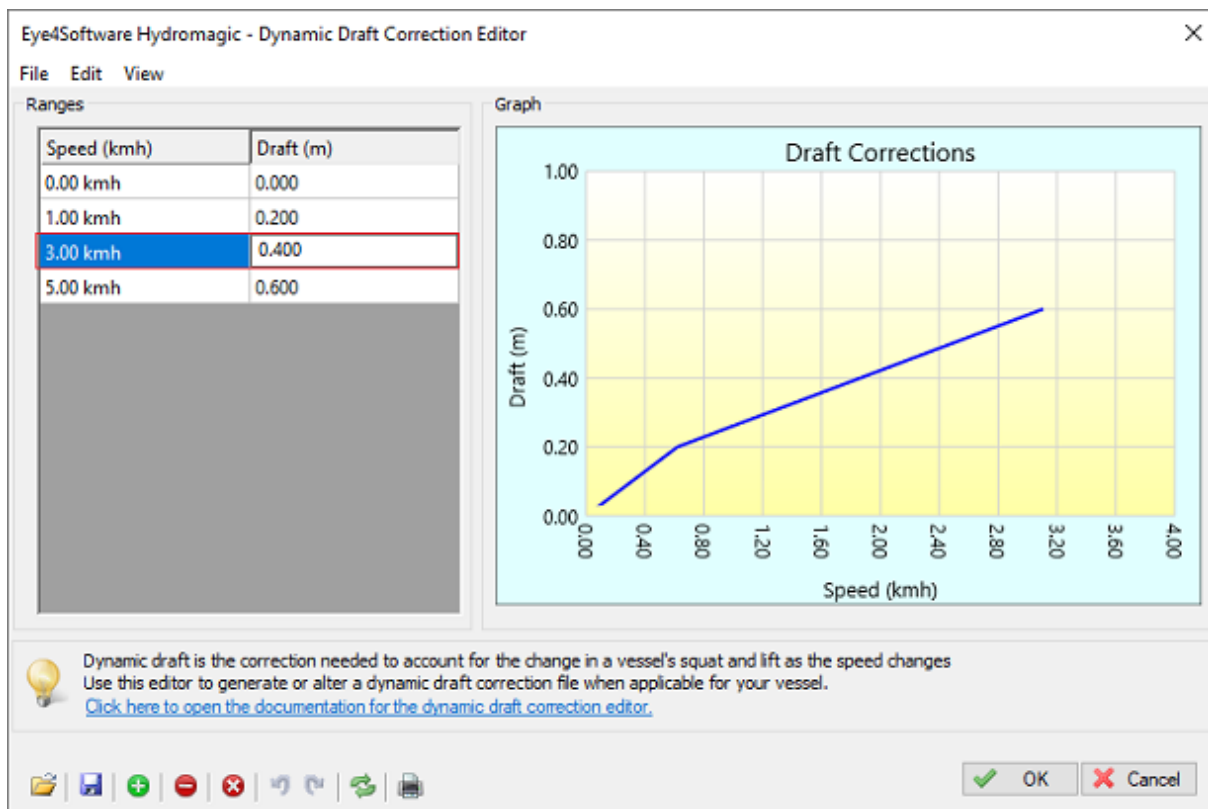 Eye4Software Hydromagic - Dynamic Draft Correction Editor
File Edit View
Ranges
Speed (kmh) Draft (m)
0.00 kmh 0.000
1.00 kmh 0.200
3.00 kmh 0.400
5.00 kmh 0.600
Graph
Draft Corrections
1.00
0.80
0.60
0.40
0.20
0.00
Draft (m)
0.00 0.40 0.80 1.20 1.60 2.00 2.40 2.80 3.20 3.60 4.00
Speed (kmh)
Dynamic draft is the correction needed to account for the change in a vessel's squat and lift as the speed changes
Use this editor to generate or alter a dynamic draft correction file when applicable for your vessel.
Click here to open the documentation for the dynamic draft correction editor.
OK Cancel